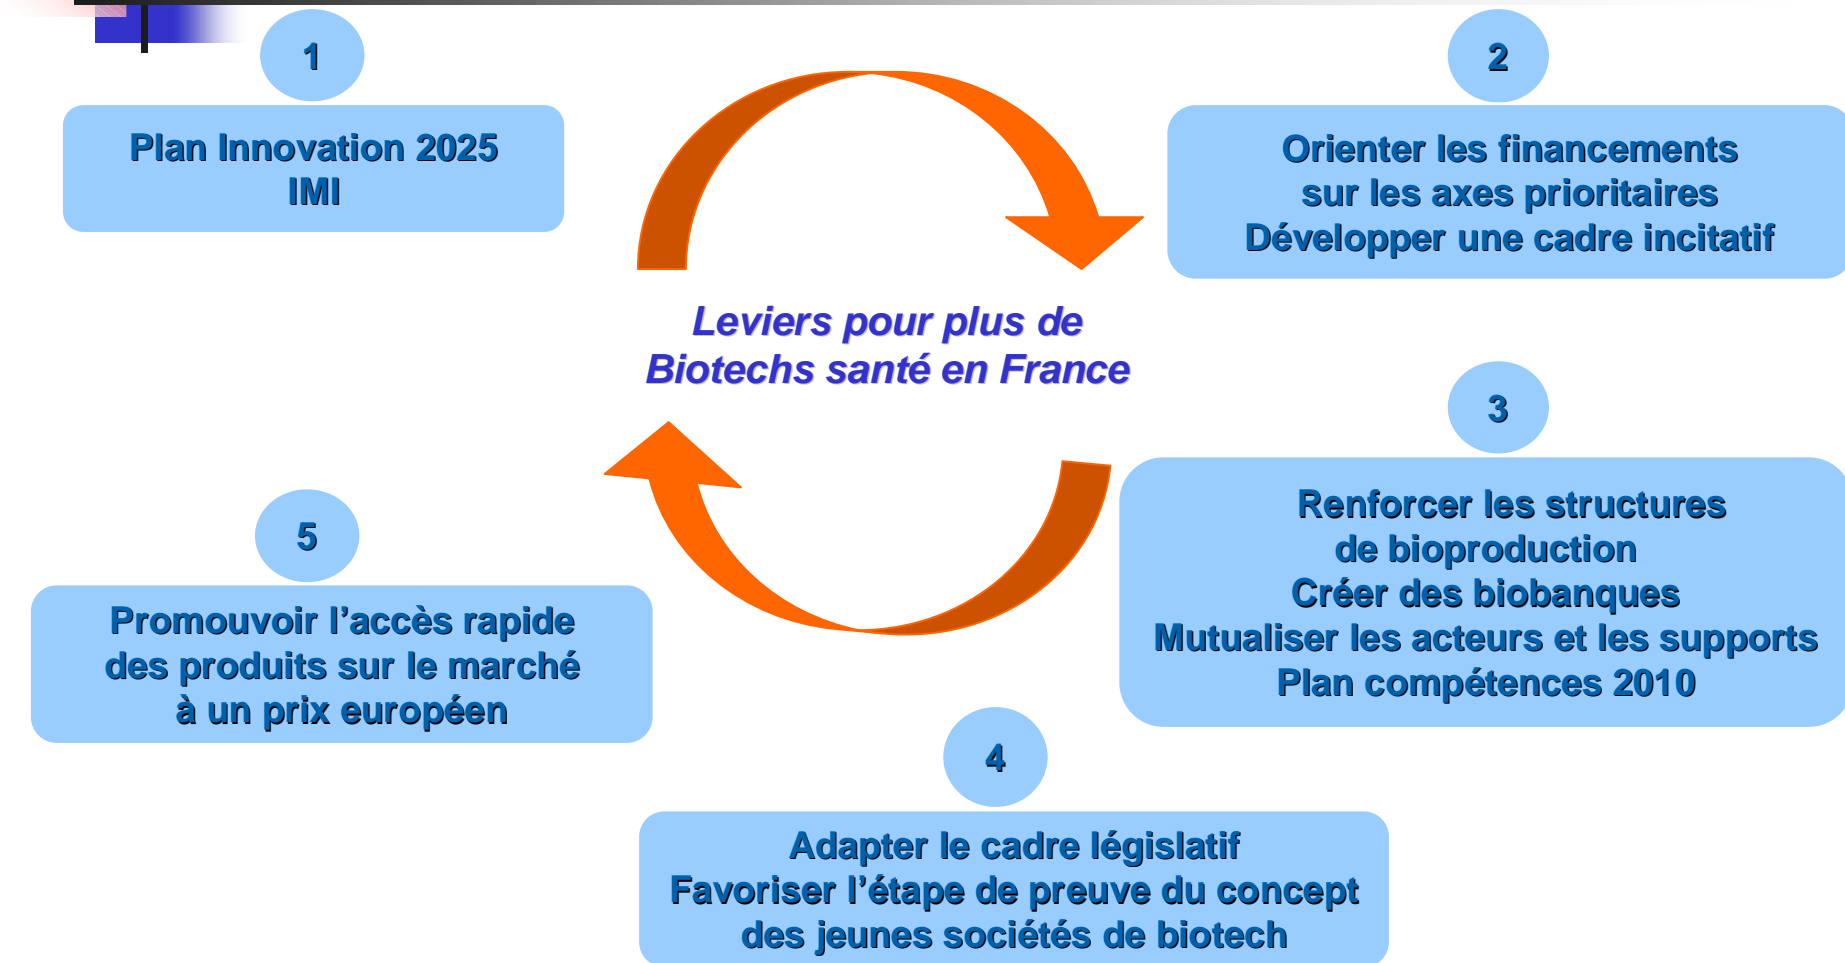 1
Plan Innovation 2025
IMI
2
Orienter les financements
sur les axes prioritaires
Développer une cadre incitatif
Leviers pour plus de
Biotechs santé en France
3
Renforcer les structures
de bioproduction
Créer des biobanques
Mutualiser les acteurs et les supports
Plan compétences 2010
4
Adapter le cadre législatif
Favoriser l’étape de preuve du concept
des jeunes sociétés de biotech
5
Promouvoir l’accès rapide
des produits sur le marché
à un prix européen